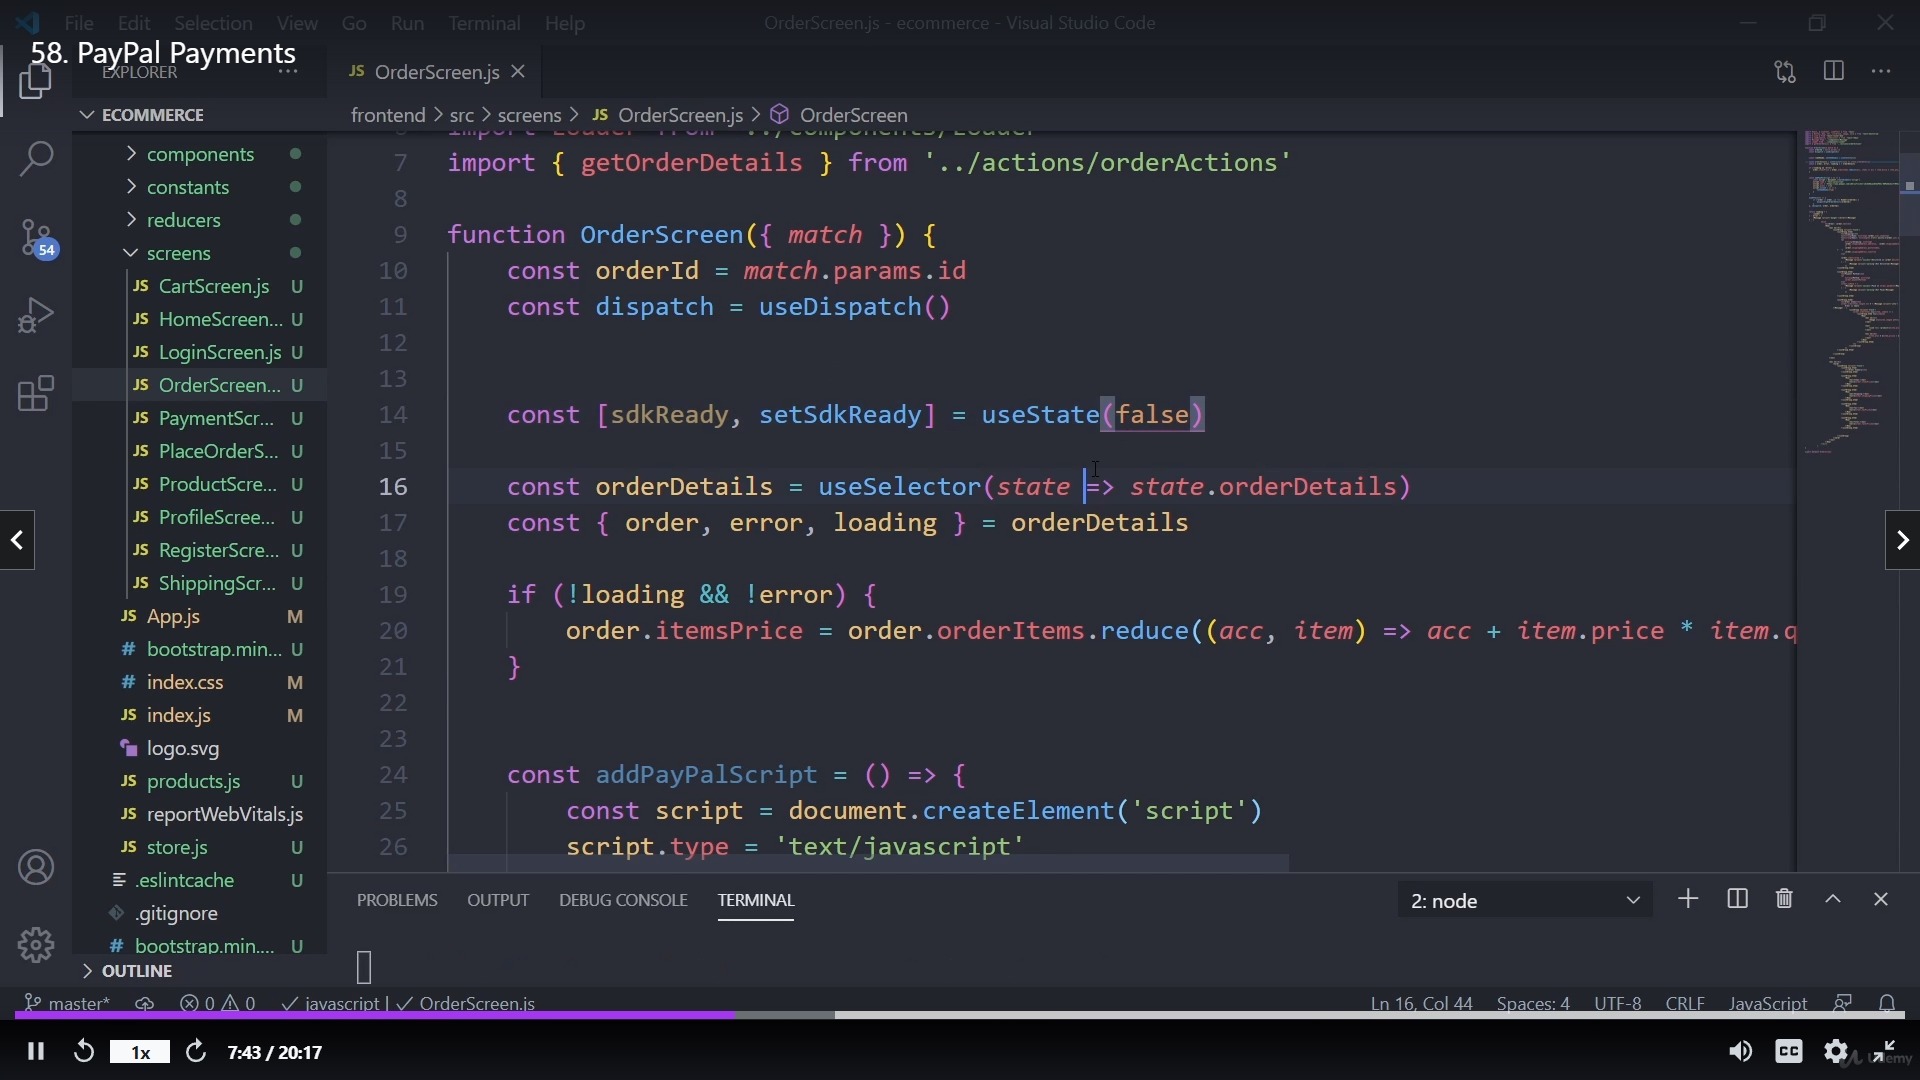 File Edit Selection View Go Run Terminal Help
OrderScreen.js - ecommerce - Visual Studio Code
58. PayPal Payments
EXPLORER
JS OrderScreen.js
ECOMMERCE
frontend > src > screens > JS OrderScreen.js > OrderScreen
components
constants
reducers
screens
JS CartScreen.js U
JS HomeScreen... U
JS LoginScreen.js U
JS OrderScreen... U
JS PaymentScr... U
JS PlaceOrderS... U
JS ProductScre... U
JS ProfileScree... U
JS RegisterScre... U
JS ShippingScr... U
JS App.js M
# bootstrap.min... U
# index.css M
JS index.js M
logo.svg
JS products.js U
JS reportWebVitals.js
JS store.js U
.eslintcache U
.gitignore
# bootstrap.min.... U
OUTLINE
54
7 import { getOrderDetails } from '../actions/orderActions'
8
9 function OrderScreen({ match }) {
10 const orderId = match.params.id
11 const dispatch = useDispatch()
12
13
14 const [sdkReady, setSdkReady] = useState(false)
15
16 const orderDetails = useSelector(state => state.orderDetails)
17 const { order, error, loading } = orderDetails
18
19 if (!loading && !error) {
20 order.itemsPrice = order.orderItems.reduce((acc, item) => acc + item.price * item.q
21 }
22
23
24 const addPayPalScript = () => {
25 const script = document.createElement('script')
26 script.type = 'text/javascript'
PROBLEMS OUTPUT DEBUG CONSOLE TERMINAL
2: node
master* 0 0 javascript | OrderScreen.js
Ln 16, Col 44 Spaces: 4 UTF-8 CRLF JavaScript
1x 7:43 / 20:17
CC
Udemy